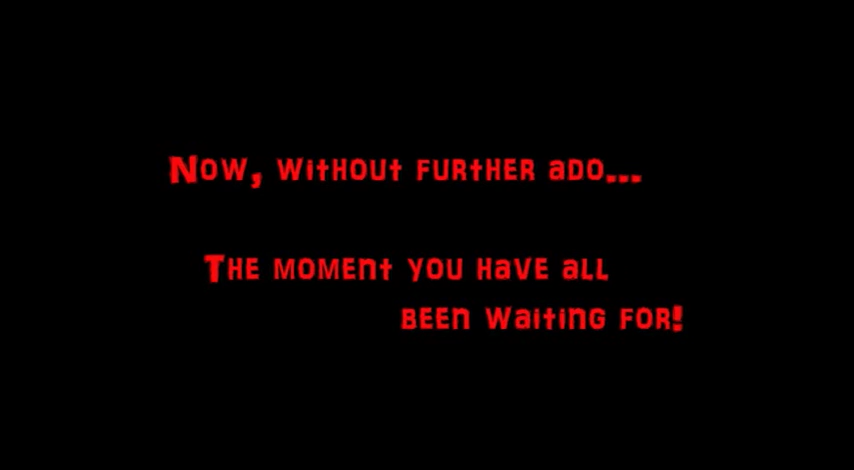 Now, without further ado...
The moment you have all
been waiting for!